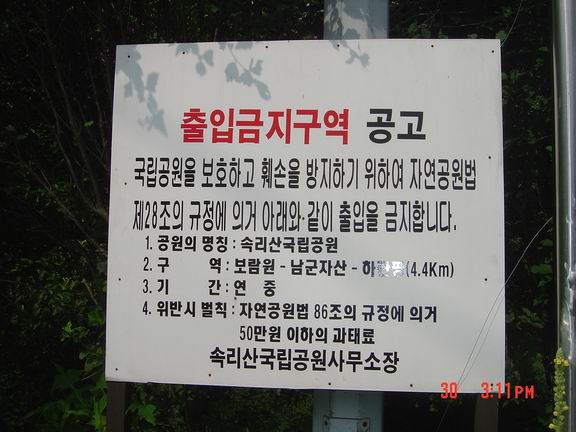 출입금지구역 공고
국립공원을 보호하고 훼손을 방지하기 위하여 자연공원법
제28조의 규정에 의거 아래와 같이 출입을 금지합니다.
1. 공원의 명칭 : 속리산국립공원
2. 구 역 : 보람원 - 남군자산 - (4.4Km)
3. 기 간 : 연 중
4. 위반시 벌칙 : 자연공원법 86조의 규정에 의거
50만원 이하의 과태료
속리산국립공원사무소장
30 3:11 PM